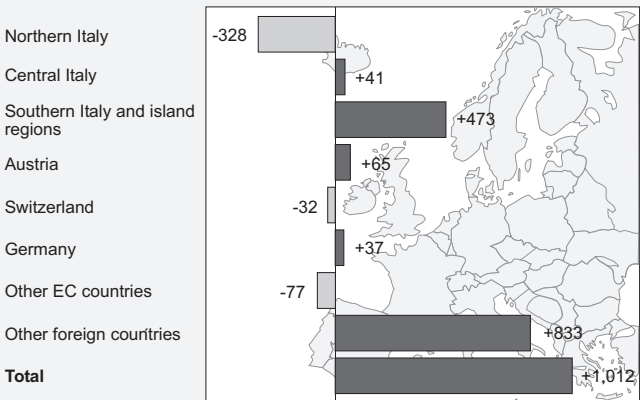 Northern Italy -328
Central Italy +41
Southern Italy and island
regions +473
Austria +65
Switzerland -32
Germany +37
Other EC countries -77
Other foreign countries +833
Total +1,012